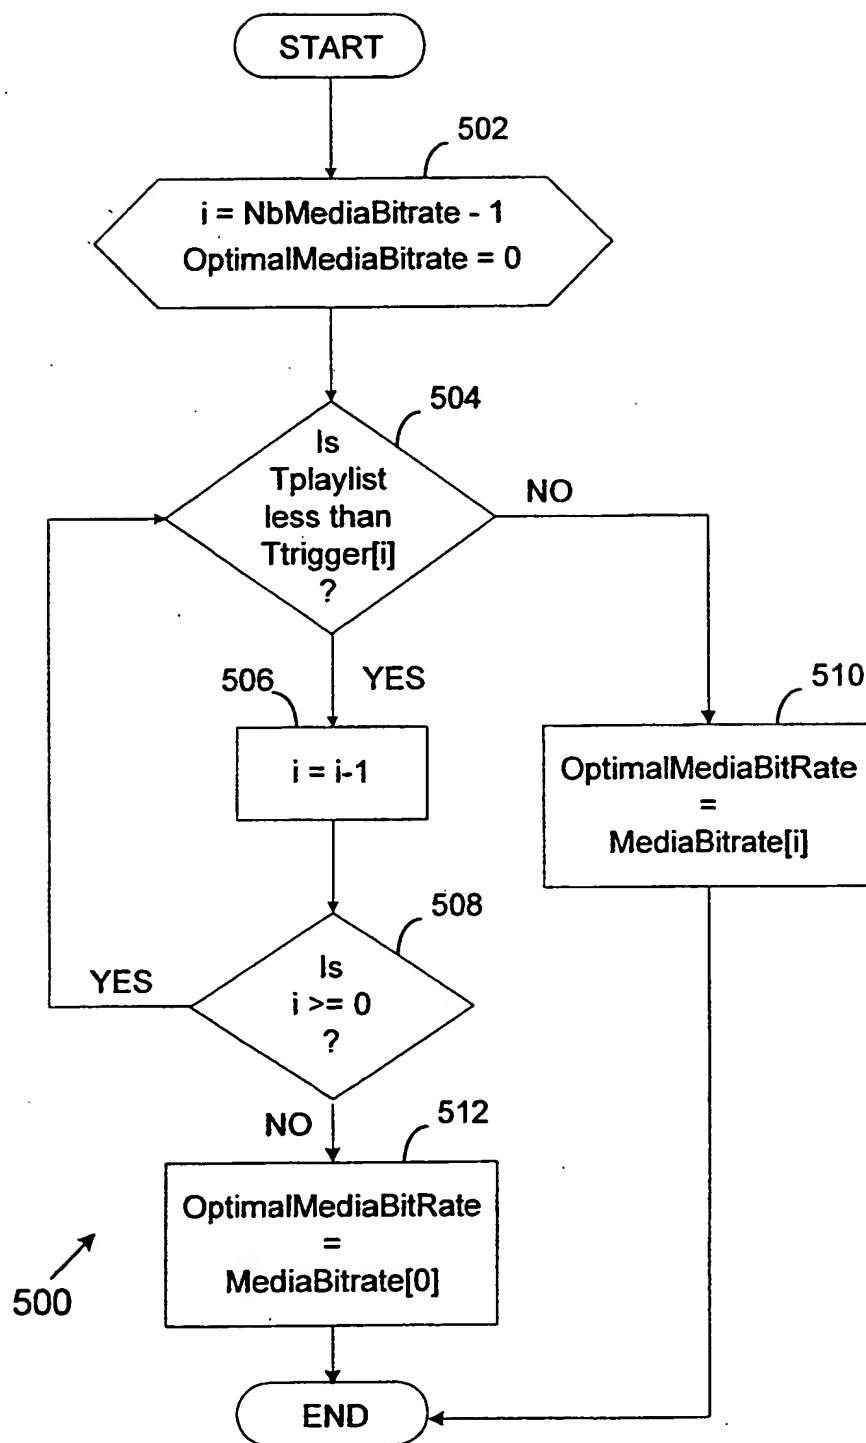 START
502
i = NbMediaBitrate - 1
OptimalMediaBitrate = 0
504
Is
Tplaylist
less than
Ttrigger[i]
?
NO
YES
506
i = i-1
510
OptimalMediaBitRate
=
MediaBitrate[i]
508
Is
i >= 0
?
YES
NO
512
OptimalMediaBitRate
=
MediaBitrate[0]
500
END